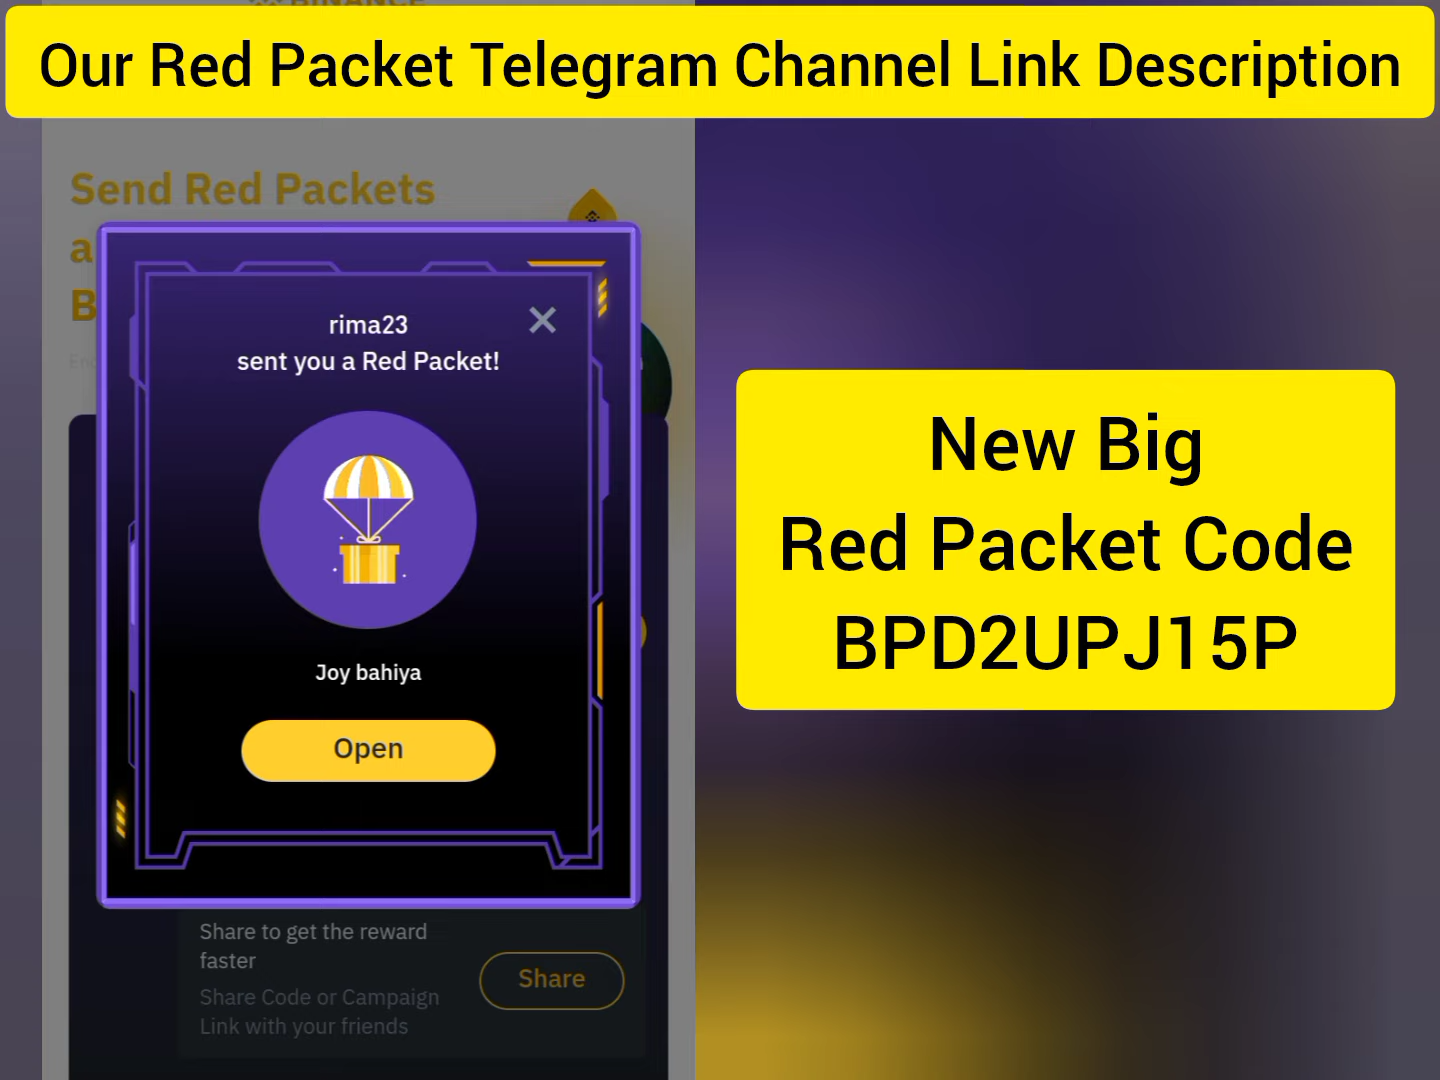 BINANCE
Our Red Packet Telegram Channel Link Description
Send Red Packets
a
B
rima23
sent you a Red Packet!
Joy bahiya
Open
Share to get the reward
faster
Share Code or Campaign
Link with your friends
Share
New Big
Red Packet Code
BPD2UPJ15P